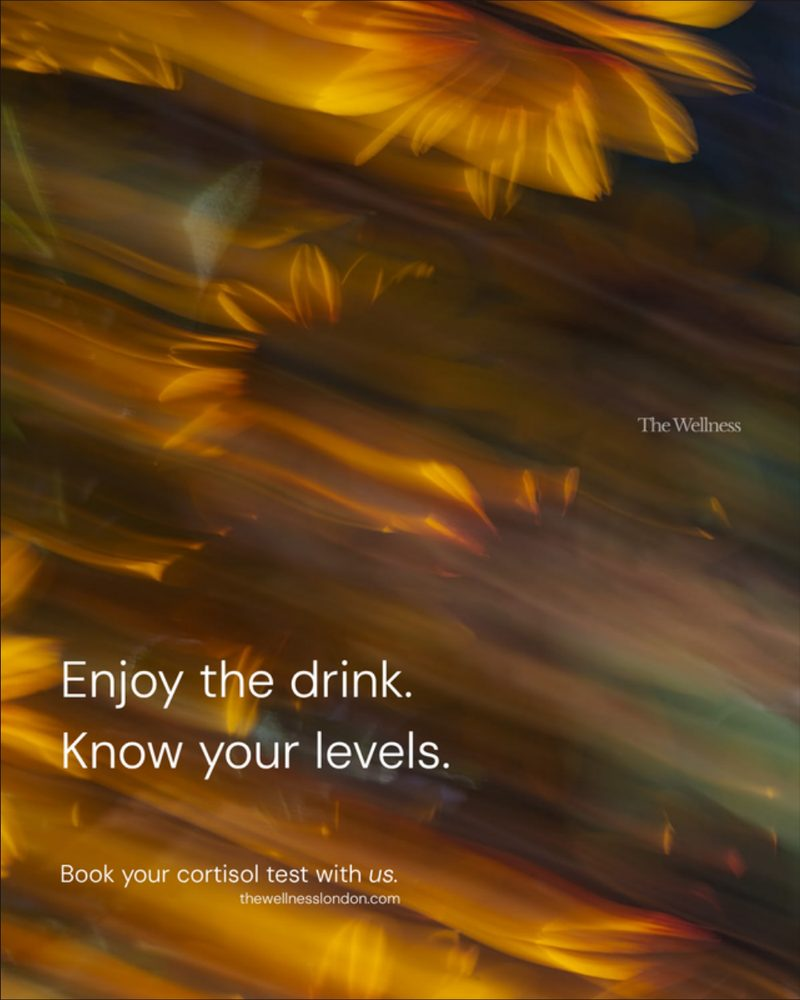 The Wellness
Enjoy the drink.
Know your levels.
Book your cortisol test with us.
thewellnesslondon.com